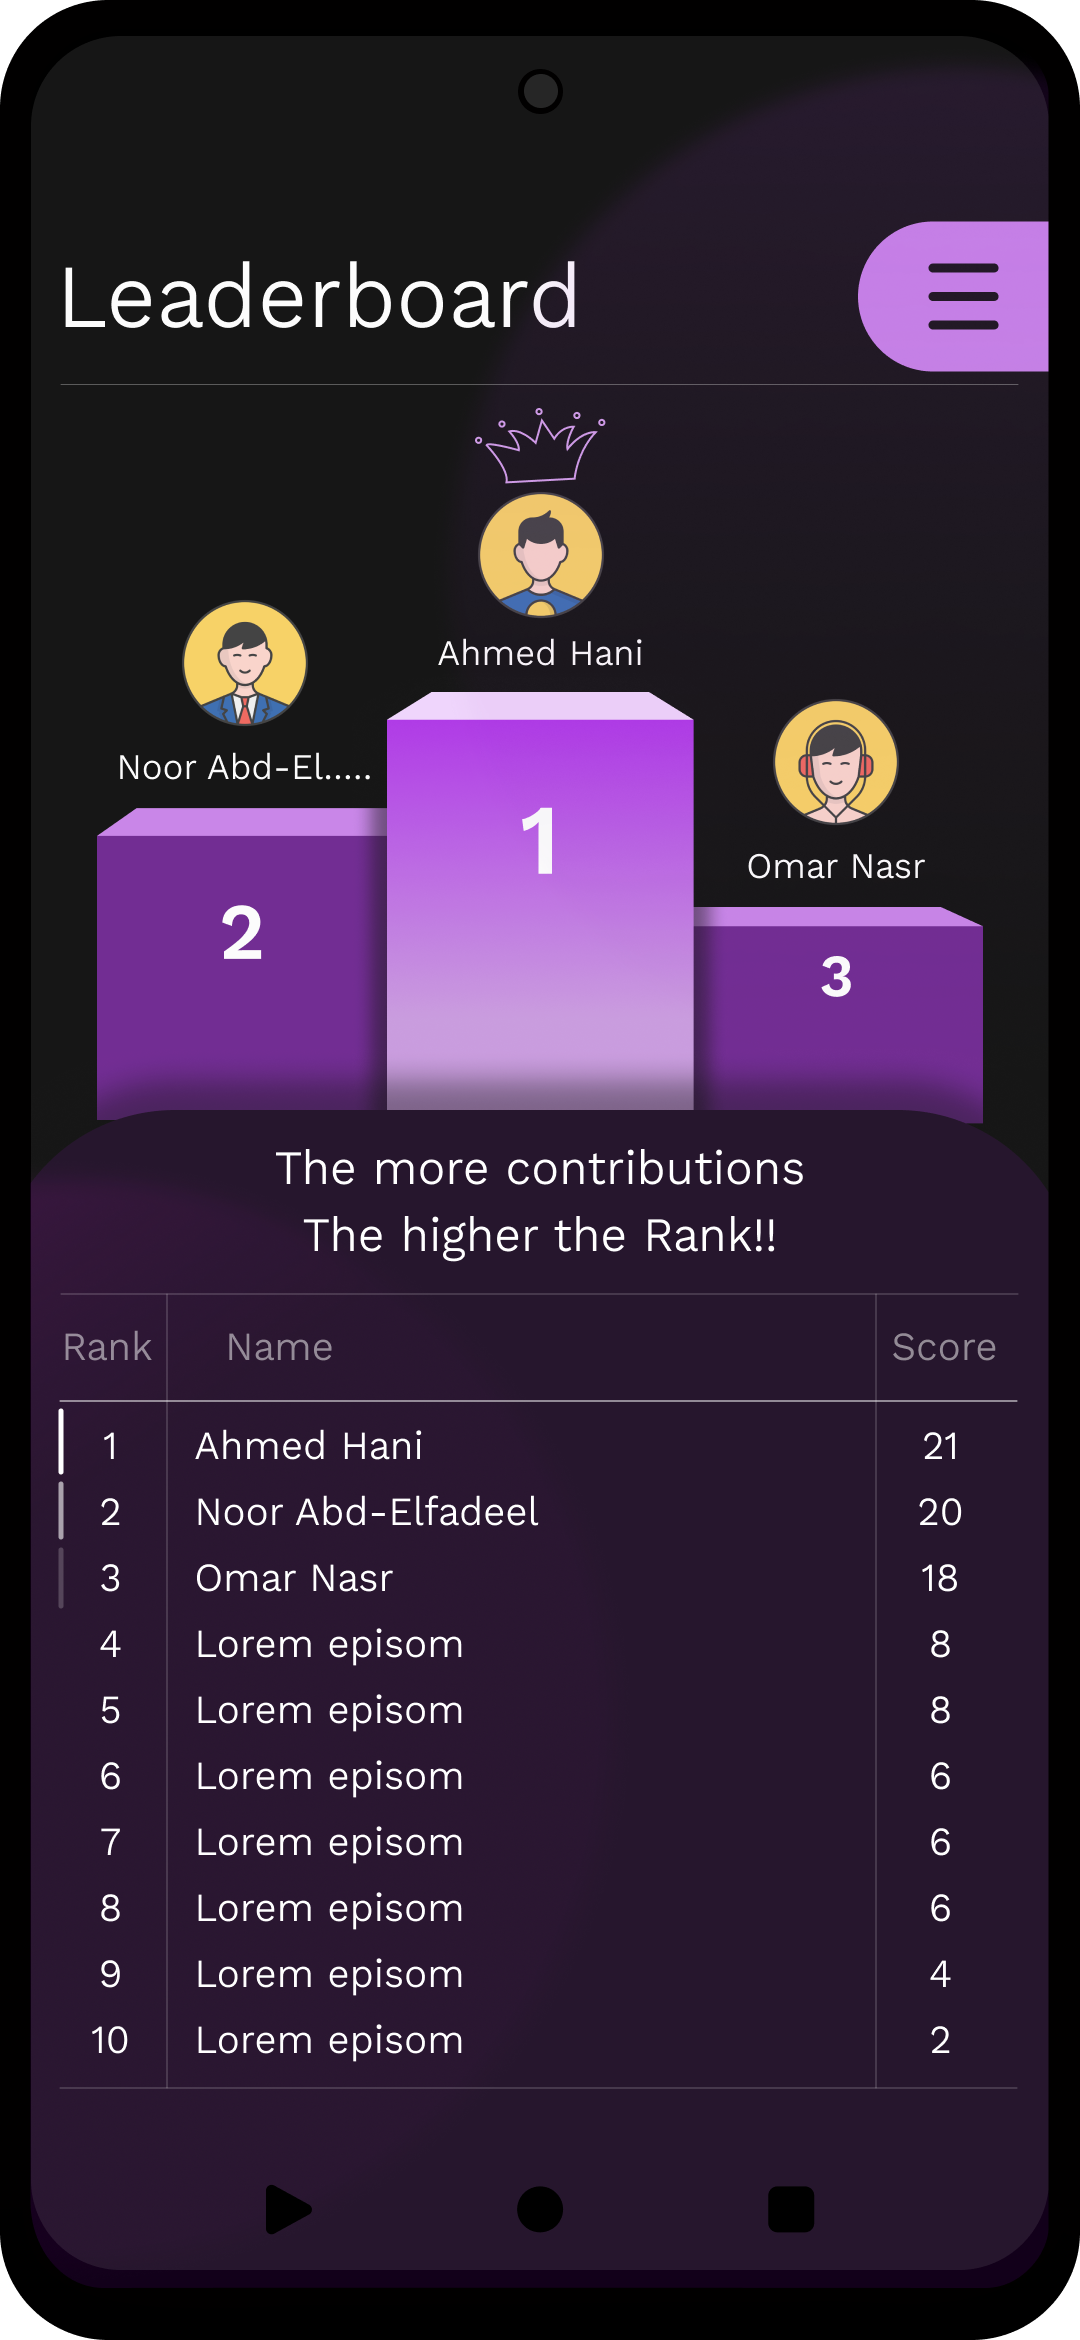 Leaderboard
Ahmed Hani
Noor Abd-El.....
1
Omar Nasr
2
3
The more contributions
The higher the Rank!!
Rank Name Score
1 Ahmed Hani 21
2 Noor Abd-Elfadeel 20
3 Omar Nasr 18
4 Lorem episom 8
5 Lorem episom 8
6 Lorem episom 6
7 Lorem episom 6
8 Lorem episom 6
9 Lorem episom 4
10 Lorem episom 2